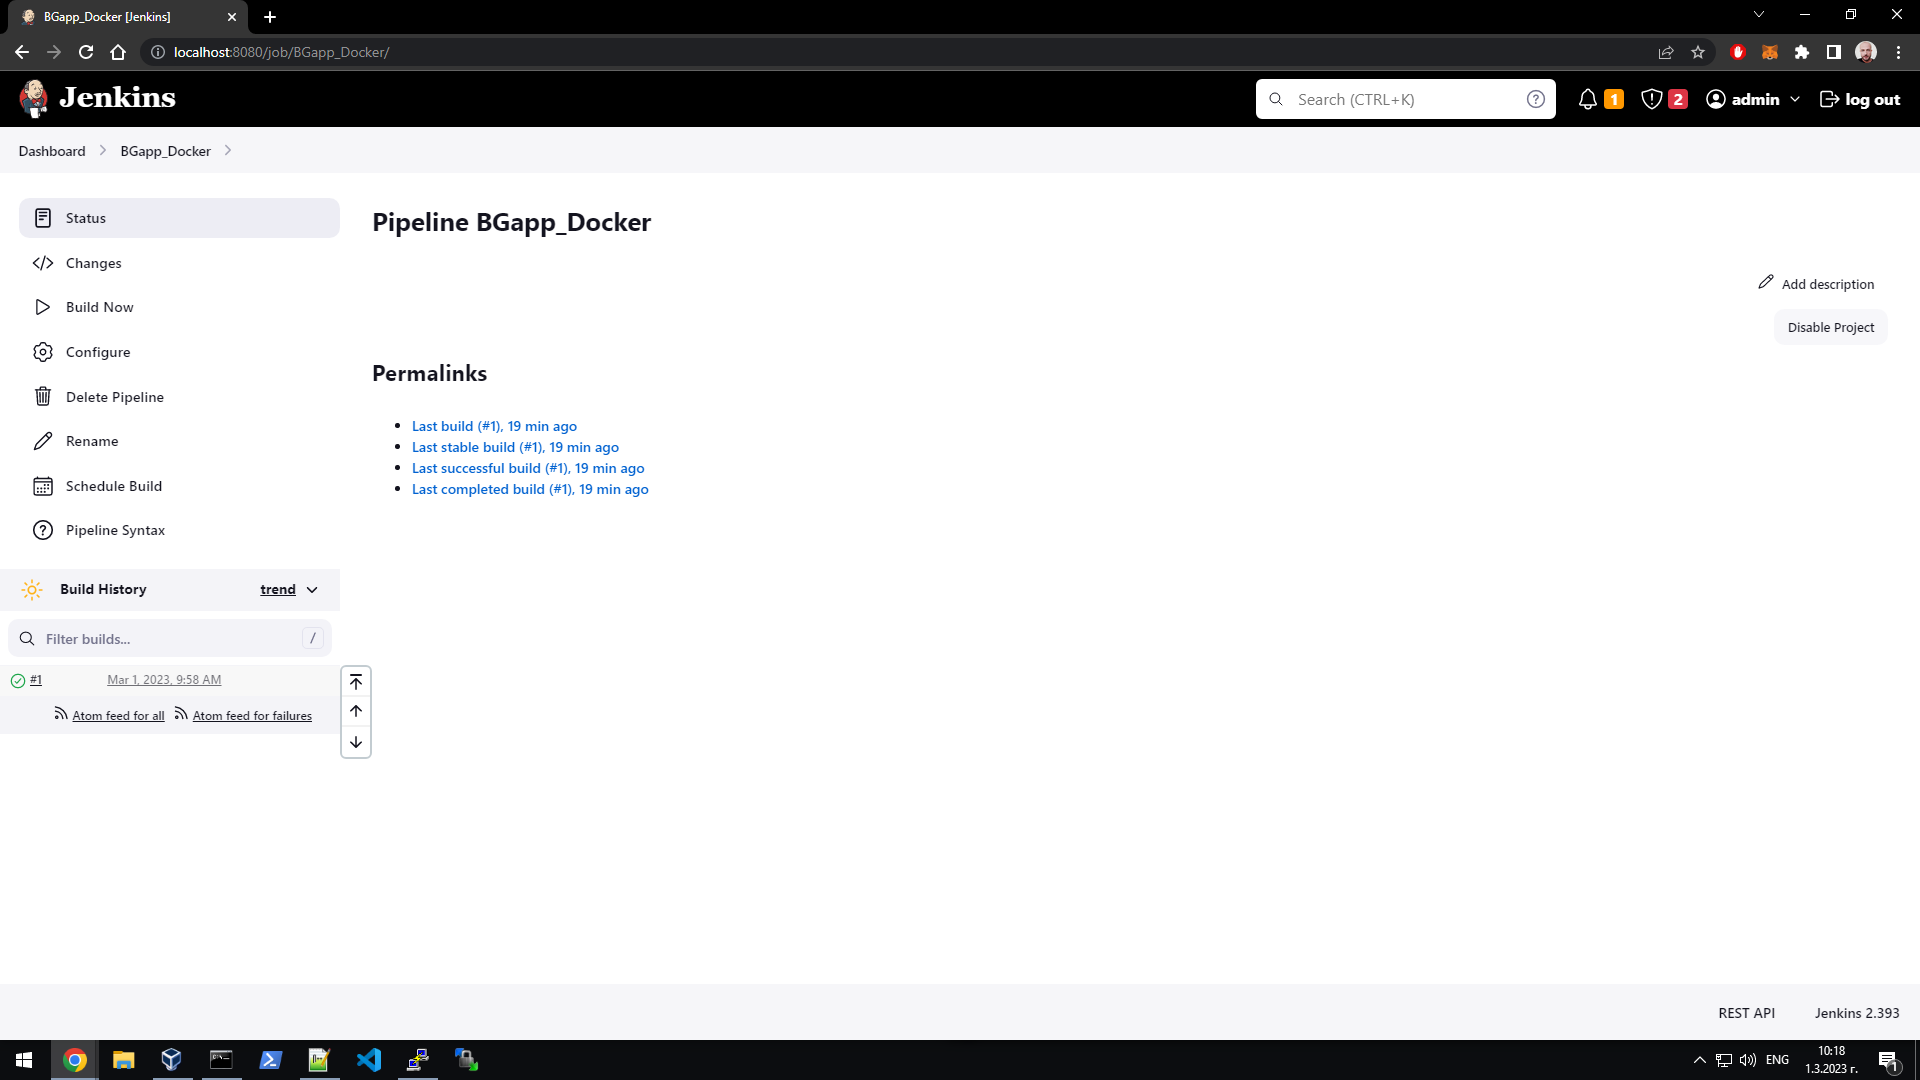 BGapp_Docker [Jenkins]
localhost:8080/job/BGapp_Docker/
Jenkins
Search (CTRL+K)
1
2
admin
log out
Dashboard
BGapp_Docker
Status
Changes
Build Now
Configure
Delete Pipeline
Rename
Schedule Build
Pipeline Syntax
Pipeline BGapp_Docker
Add description
Disable Project
Permalinks
Last build (#1), 19 min ago
Last stable build (#1), 19 min ago
Last successful build (#1), 19 min ago
Last completed build (#1), 19 min ago
Build History
trend
Filter builds...
/
#1
Mar 1, 2023, 9:58 AM
Atom feed for all
Atom feed for failures
REST API
Jenkins 2.393
ENG
10:18
1.3.2023 г.
1